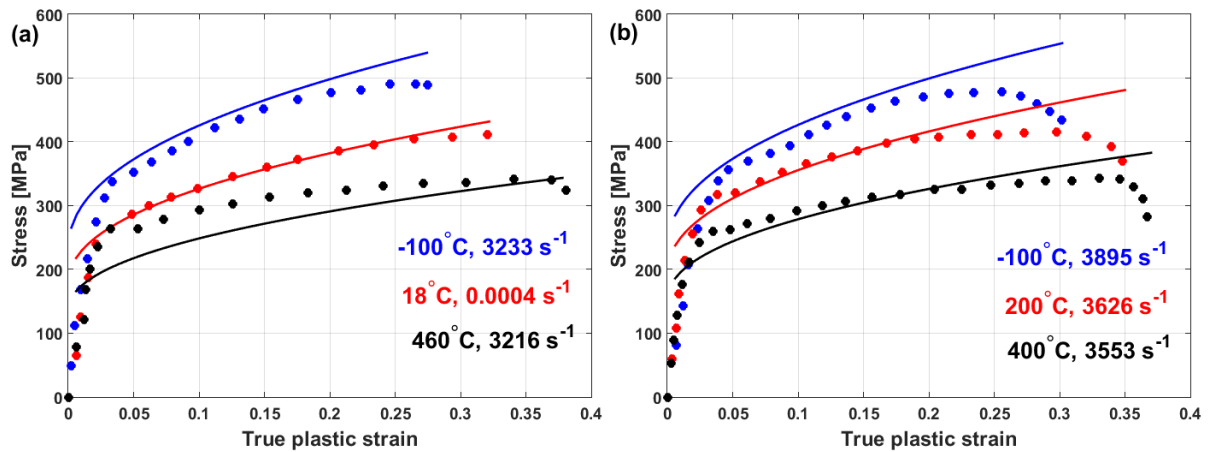 (a)
600
500
400
300
200
100
0
Stress [MPa]
-100°C, 3233 s⁻¹
18°C, 0.0004 s⁻¹
460°C, 3216 s⁻¹
0 0.05 0.1 0.15 0.2 0.25 0.3 0.35 0.4
True plastic strain
(b)
600
500
400
300
200
100
0
Stress [MPa]
-100°C, 3895 s⁻¹
200°C, 3626 s⁻¹
400°C, 3553 s⁻¹
0 0.05 0.1 0.15 0.2 0.25 0.3 0.35 0.4
True plastic strain